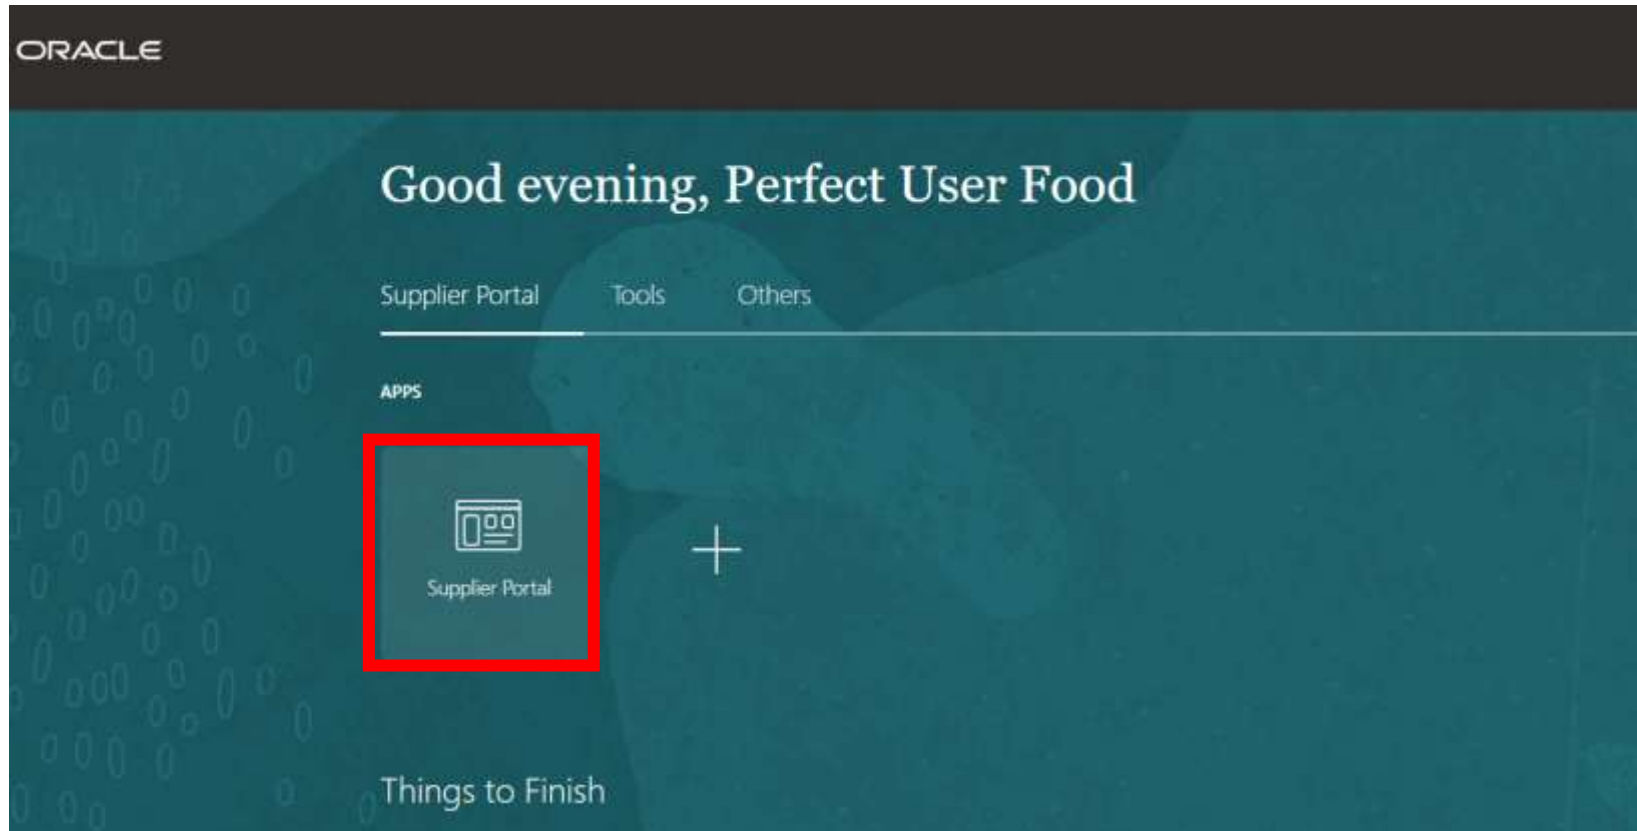 ORACLE
Good evening, Perfect User Food
Supplier Portal Tools Others
APPS
Supplier Portal
Things to Finish